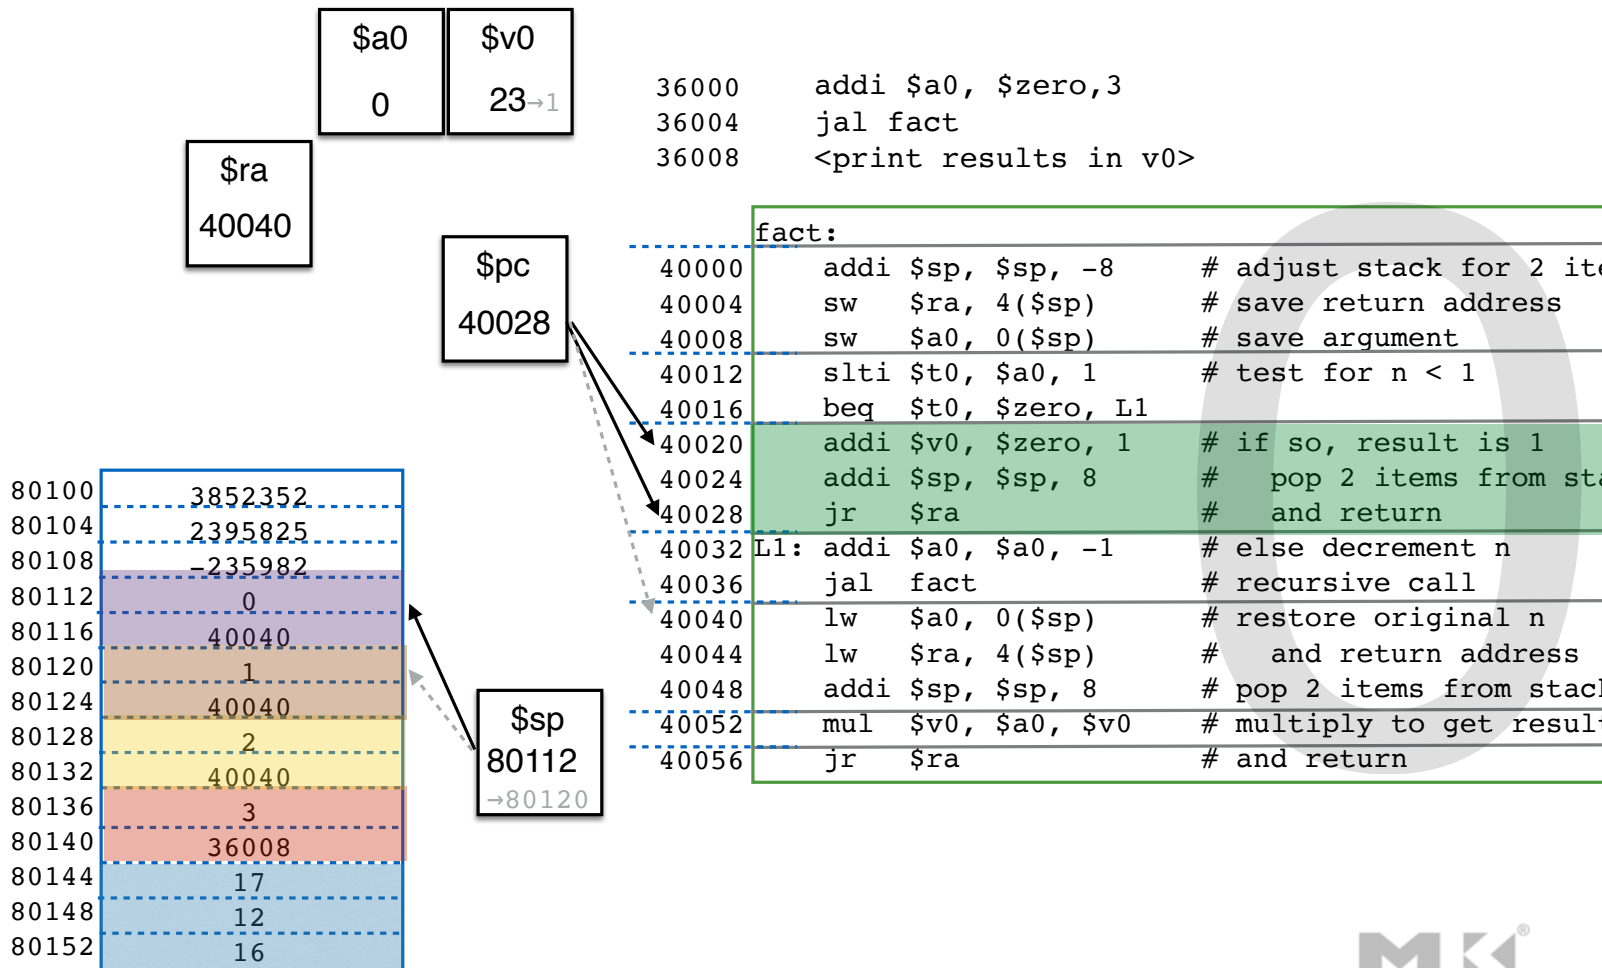 $a0
0
$v0
23→1
$ra
40040
$pc
40028
36000 addi $a0, $zero,3
36004 jal fact
36008 <print results in v0>
fact:
40000 addi $sp, $sp, -8 # adjust stack for 2 ite
40004 sw $ra, 4($sp) # save return address
40008 sw $a0, 0($sp) # save argument
40012 slti $t0, $a0, 1 # test for n < 1
40016 beq $t0, $zero, L1
40020 addi $v0, $zero, 1 # if so, result is 1
40024 addi $sp, $sp, 8 # pop 2 items from sta
40028 jr $ra # and return
40032 L1: addi $a0, $a0, -1 # else decrement n
40036 jal fact # recursive call
40040 lw $a0, 0($sp) # restore original n
40044 lw $ra, 4($sp) # and return address
40048 addi $sp, $sp, 8 # pop 2 items from stack
40052 mul $v0, $a0, $v0 # multiply to get result
40056 jr $ra # and return
0
80100 3852352
80104 2395825
80108 -235982
80112 0
80116 40040
80120 1
80124 40040
80128 2
80132 40040
80136 3
80140 36008
80144 17
80148 12
80152 16
$sp
80112
→80120
MK®